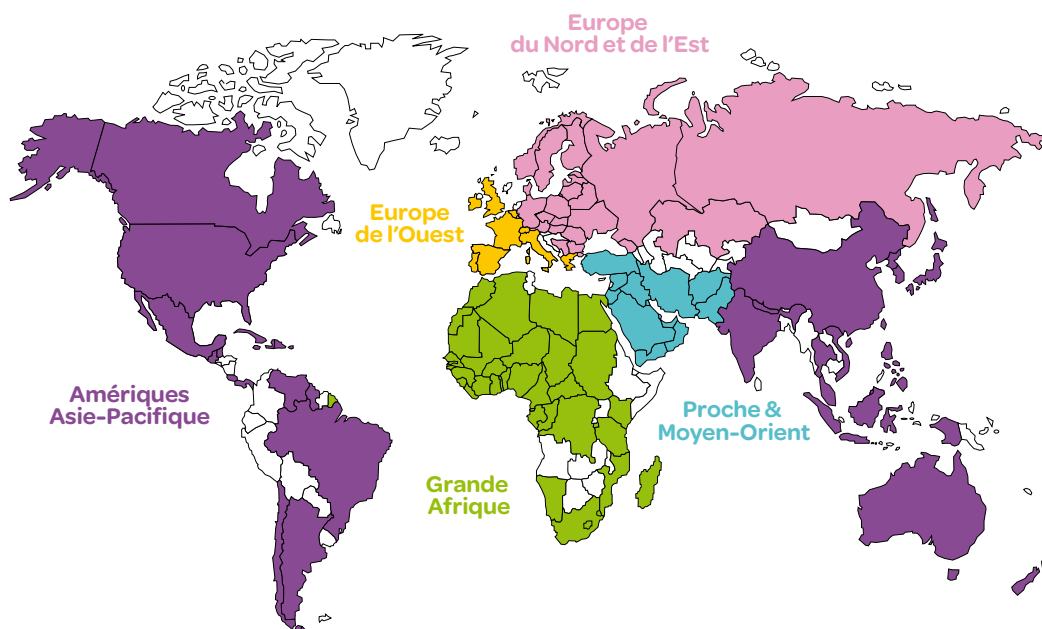 Europe
du Nord et de l'Est
Europe
de l'Ouest
Amériques
Asie-Pacifique
Proche &
Moyen-Orient
Grande
Afrique